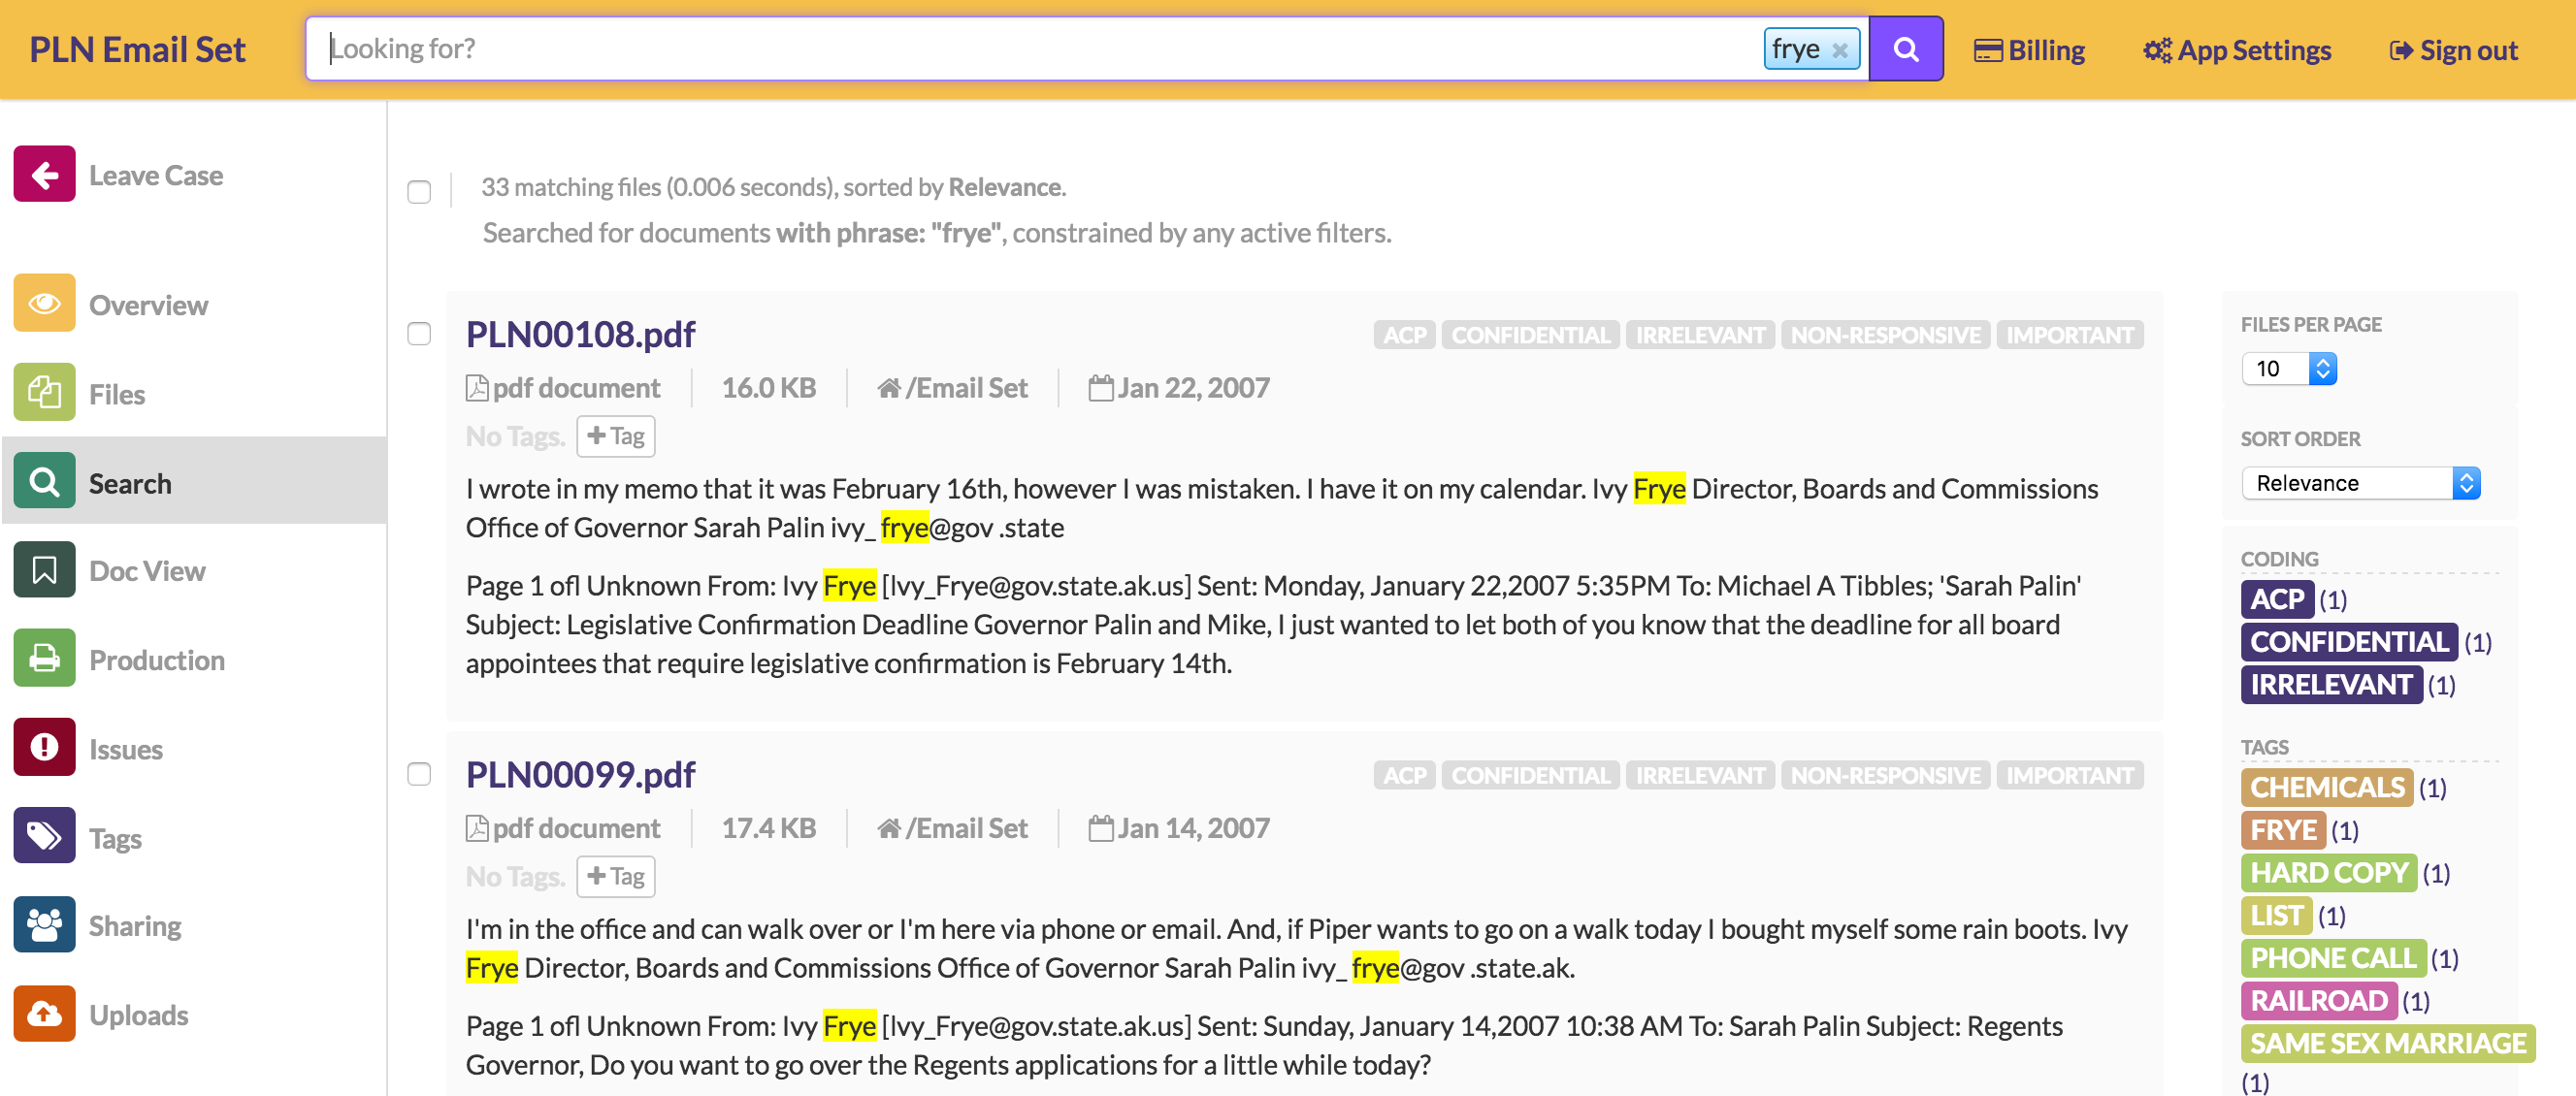 PLN Email Set
Looking for?
frye ×
Billing
App Settings
Sign out
Leave Case
Overview
Files
Search
Doc View
Production
Issues
Tags
Sharing
Uploads
33 matching files (0.006 seconds), sorted by Relevance.
Searched for documents with phrase: "frye", constrained by any active filters.
PLN00108.pdf
ACP CONFIDENTIAL IRRELEVANT NON-RESPONSIVE IMPORTANT
pdf document 16.0 KB /Email Set Jan 22, 2007
No Tags. +Tag
I wrote in my memo that it was February 16th, however I was mistaken. I have it on my calendar. Ivy Frye Director, Boards and Commissions
Office of Governor Sarah Palin ivy_ frye@gov .state
Page 1 ofl Unknown From: Ivy Frye [lvy_Frye@gov.state.ak.us] Sent: Monday, January 22,2007 5:35PM To: Michael A Tibbles; 'Sarah Palin'
Subject: Legislative Confirmation Deadline Governor Palin and Mike, I just wanted to let both of you know that the deadline for all board
appointees that require legislative confirmation is February 14th.
PLN00099.pdf
ACP CONFIDENTIAL IRRELEVANT NON-RESPONSIVE IMPORTANT
pdf document 17.4 KB /Email Set Jan 14, 2007
No Tags. +Tag
I'm in the office and can walk over or I'm here via phone or email. And, if Piper wants to go on a walk today I bought myself some rain boots. Ivy
Frye Director, Boards and Commissions Office of Governor Sarah Palin ivy_ frye@gov .state.ak.
Page 1 ofl Unknown From: Ivy Frye [lvy_Frye@gov.state.ak.us] Sent: Sunday, January 14,2007 10:38 AM To: Sarah Palin Subject: Regents
Governor, Do you want to go over the Regents applications for a little while today?
FILES PER PAGE
10
SORT ORDER
Relevance
CODING
ACP (1)
CONFIDENTIAL (1)
IRRELEVANT (1)
TAGS
CHEMICALS (1)
FRYE (1)
HARD COPY (1)
LIST (1)
PHONE CALL (1)
RAILROAD (1)
SAME SEX MARRIAGE
(1)